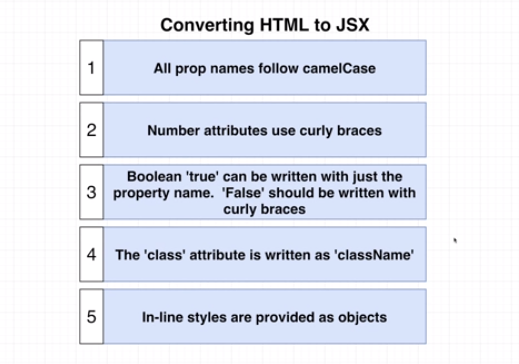 Converting HTML to JSX
1
All prop names follow camelCase
2
Number attributes use curly braces
3
Boolean 'true' can be written with just the
property name. 'False' should be written with
curly braces
4
The 'class' attribute is written as 'className'
5
In-line styles are provided as objects